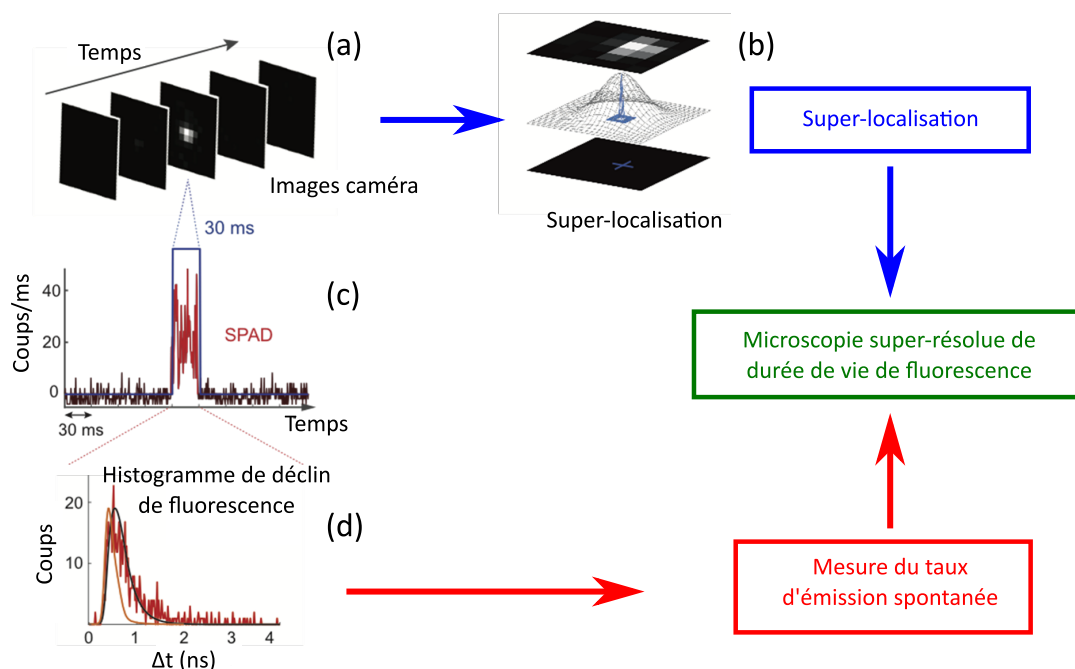 Temps
(a)
Images caméra
(b)
Super-localisation
Super-localisation
30 ms
Coups/ms
40
20
0
(c)
SPAD
30 ms
Temps
Microscopie super-résolue de
durée de vie de fluorescence
Histogramme de déclin
de fluorescence
(d)
Coups
20
10
0
1
2
3
4
Δt (ns)
Mesure du taux
d'émission spontanée